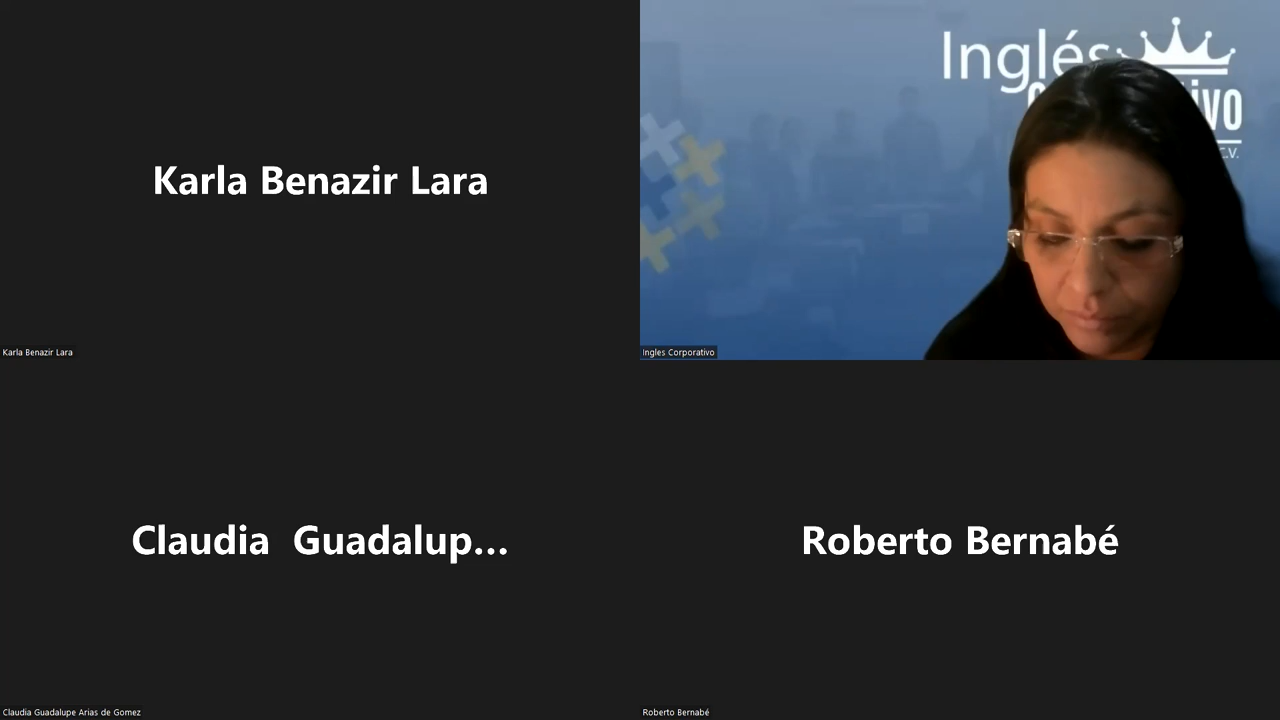 Karla Benazir Lara
Karla Benazir Lara
Inglés
C.V.
Ingles Corporativo
Claudia Guadalup...
Claudia Guadalupe Arias de Gomez
Roberto Bernabé
Roberto Bernabé